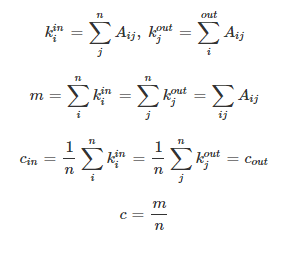 $k_i^{in} = \sum_j^n A_{ij},\ k_j^{out} = \sum_i^{out} A_{ij}$
$m = \sum_i^n k_i^{in} = \sum_j^n k_j^{out} = \sum_{ij} A_{ij}$
$c_{in} = \frac{1}{n} \sum_i^n k_i^{in} = \frac{1}{n} \sum_j^n k_j^{out} = c_{out}$
$c = \frac{m}{n}$